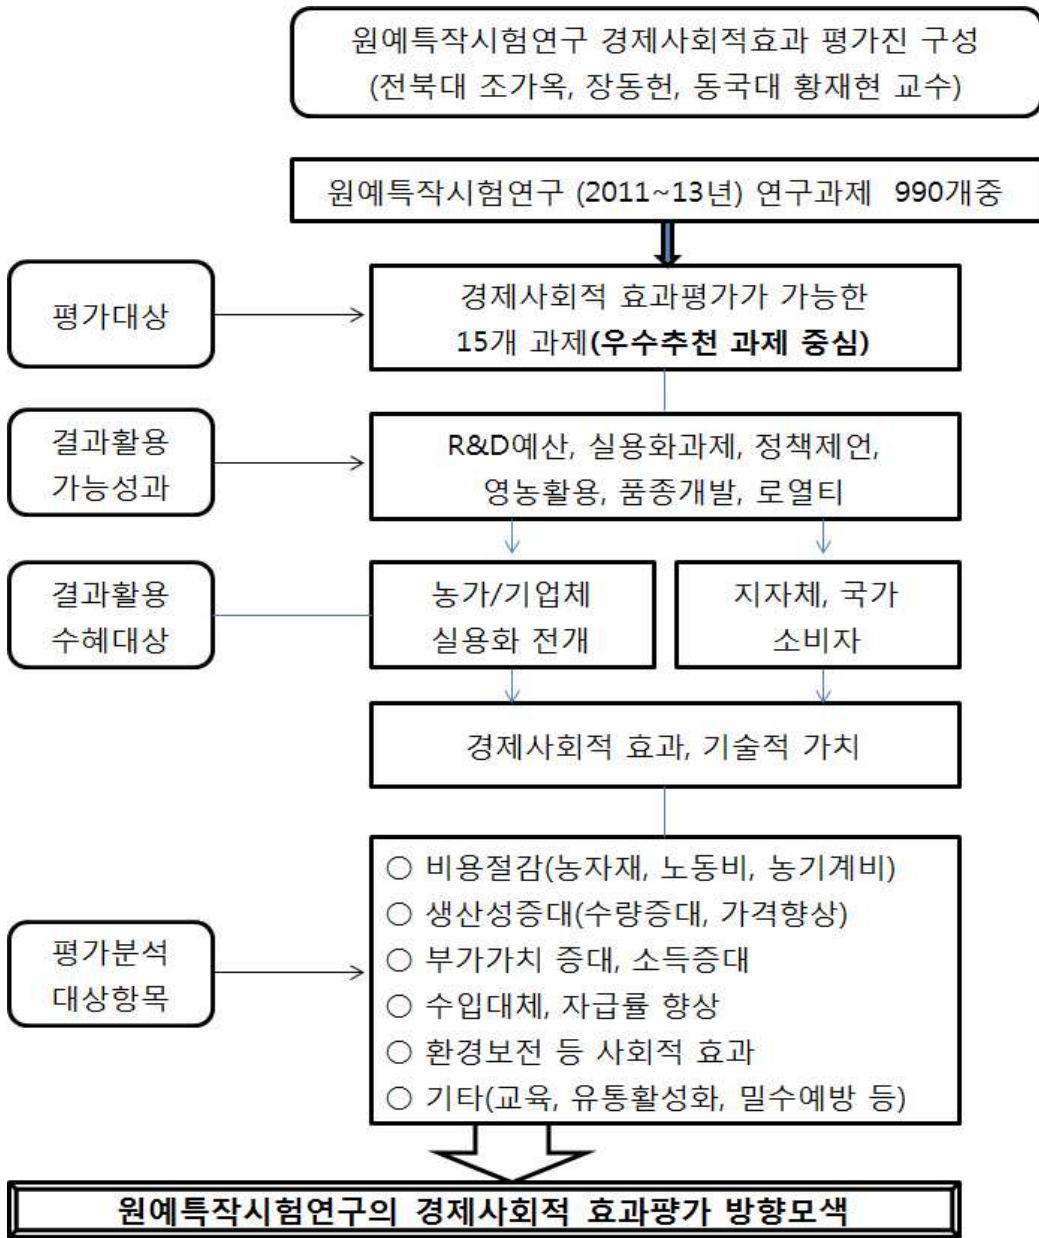 원예특작시험연구 경제사회적효과 평가진 구성
(전북대 조가옥, 장동헌, 동국대 황재현 교수)
원예특작시험연구 (2011~13년) 연구과제 990개중
평가대상
경제사회적 효과평가가 가능한
15개 과제(우수추천 과제 중심)
결과활용
가능성과
R&D예산, 실용화과제, 정책제언,
영농활용, 품종개발, 로열티
결과활용
수혜대상
농가/기업체
실용화 전개
지자체, 국가
소비자
경제사회적 효과, 기술적 가치
평가분석
대상항목
○ 비용절감(농자재, 노동비, 농기계비)
○ 생산성증대(수량증대, 가격향상)
○ 부가가치 증대, 소득증대
○ 수입대체, 자급률 향상
○ 환경보전 등 사회적 효과
○ 기타(교육, 유통활성화, 밀수예방 등)
원예특작시험연구의 경제사회적 효과퍙가 방향모색